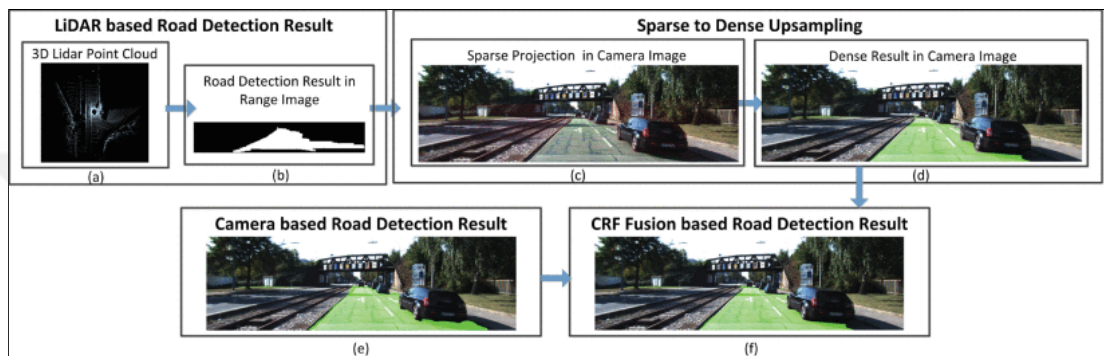 LiDAR based Road Detection Result
3D Lidar Point Cloud
(a)
Road Detection Result in
Range Image
(b)
Sparse to Dense Upsampling
Sparse Projection in Camera Image
(c)
Dense Result in Camera Image
(d)
Camera based Road Detection Result
(e)
CRF Fusion based Road Detection Result
(f)